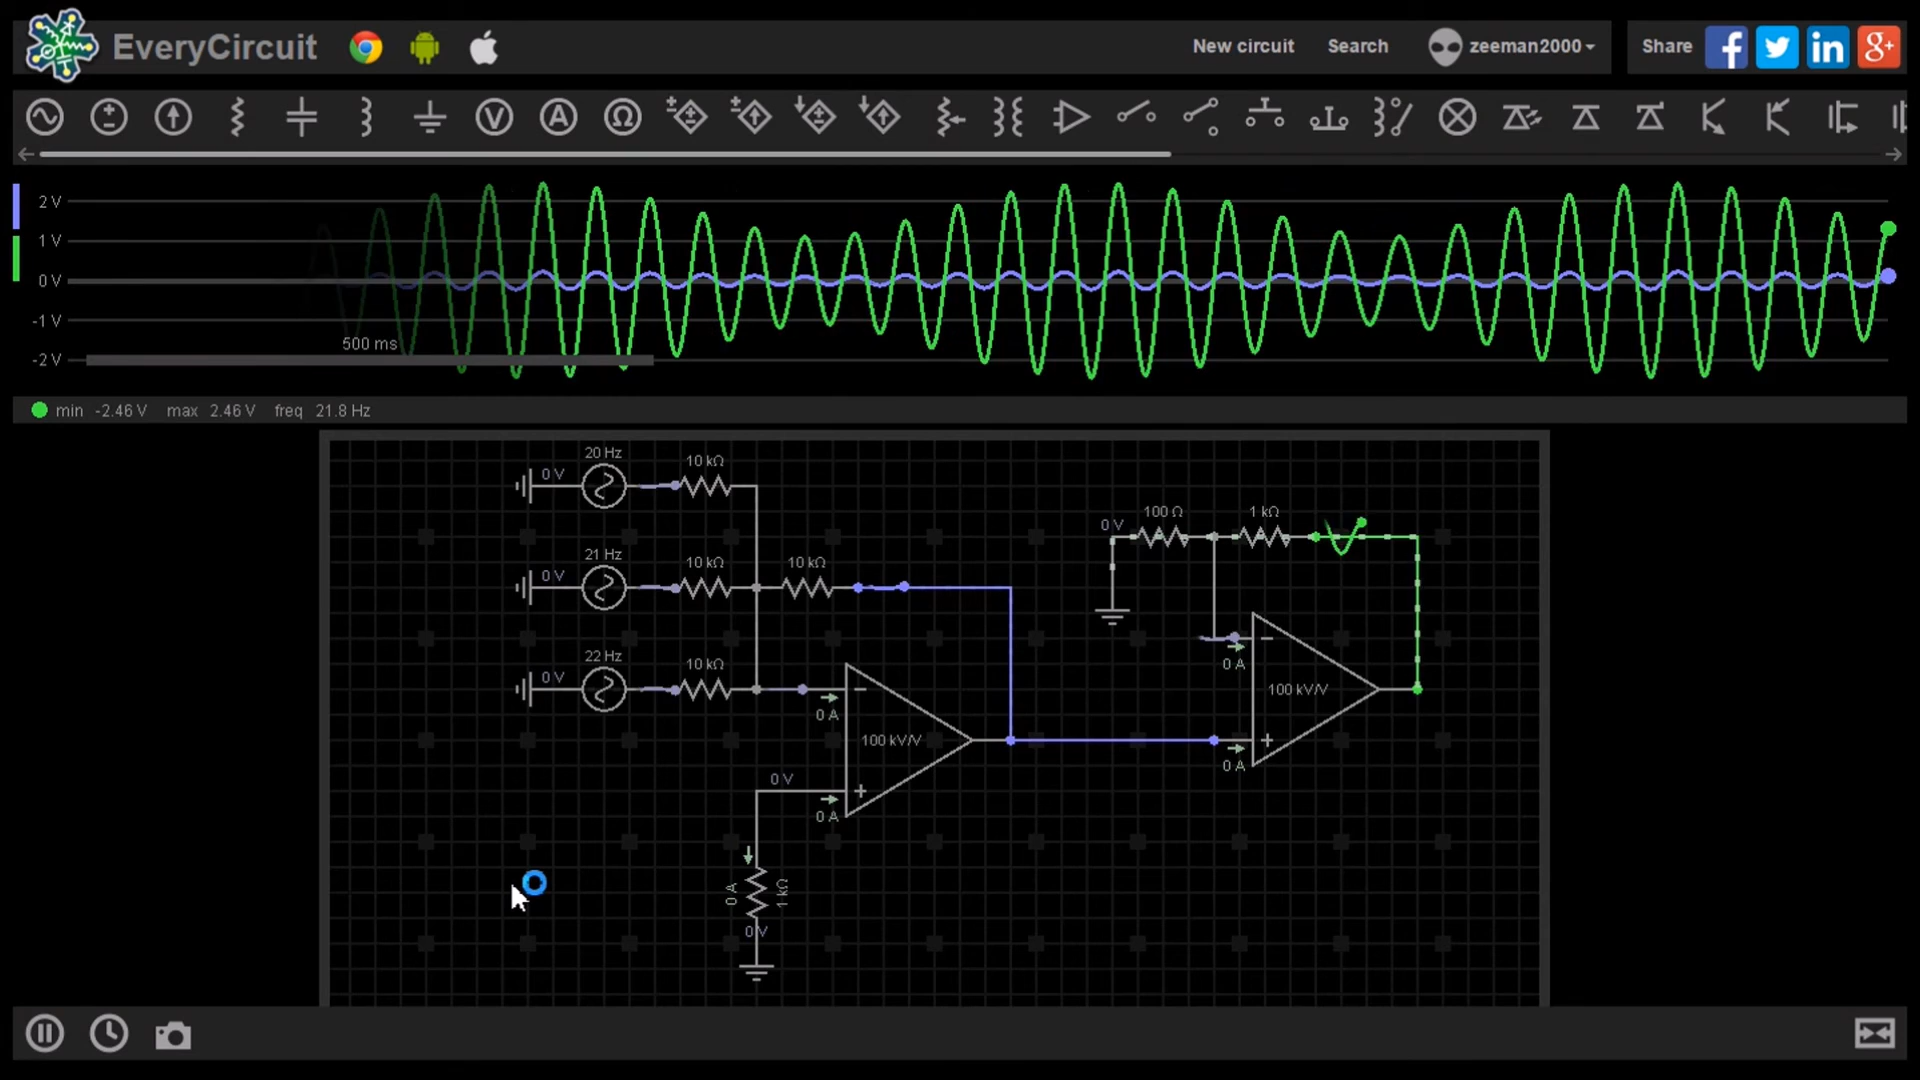 EveryCircuit
New circuit
Search
zeeman2000
Share
2 V
1 V
0 V
-1 V
-2 V
500 ms
min -2.46 V max 2.46 V freq 21.8 Hz
20 Hz
0 V
10 kΩ
21 Hz
0 V
10 kΩ
10 kΩ
22 Hz
0 V
10 kΩ
0 A
100 kV/V
0 V
0 A
0 A
1 kΩ
0 V
0 V
100 Ω
1 kΩ
0 A
100 kV/V
0 A